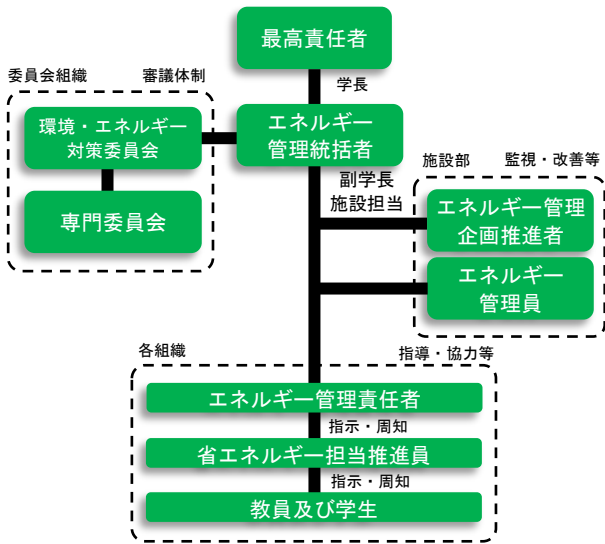 最高責任者
学長
委員会組織 審議体制
環境・エネルギー
対策委員会
専門委員会
エネルギー
管理統括者
副学長
施設担当
施設部 監視・改善等
エネルギー管理
企画推進者
エネルギー
管理員
各組織 指導・協力等
エネルギー管理責任者
指示・周知
省エネルギー担当推進員
指示・周知
教員及び学生